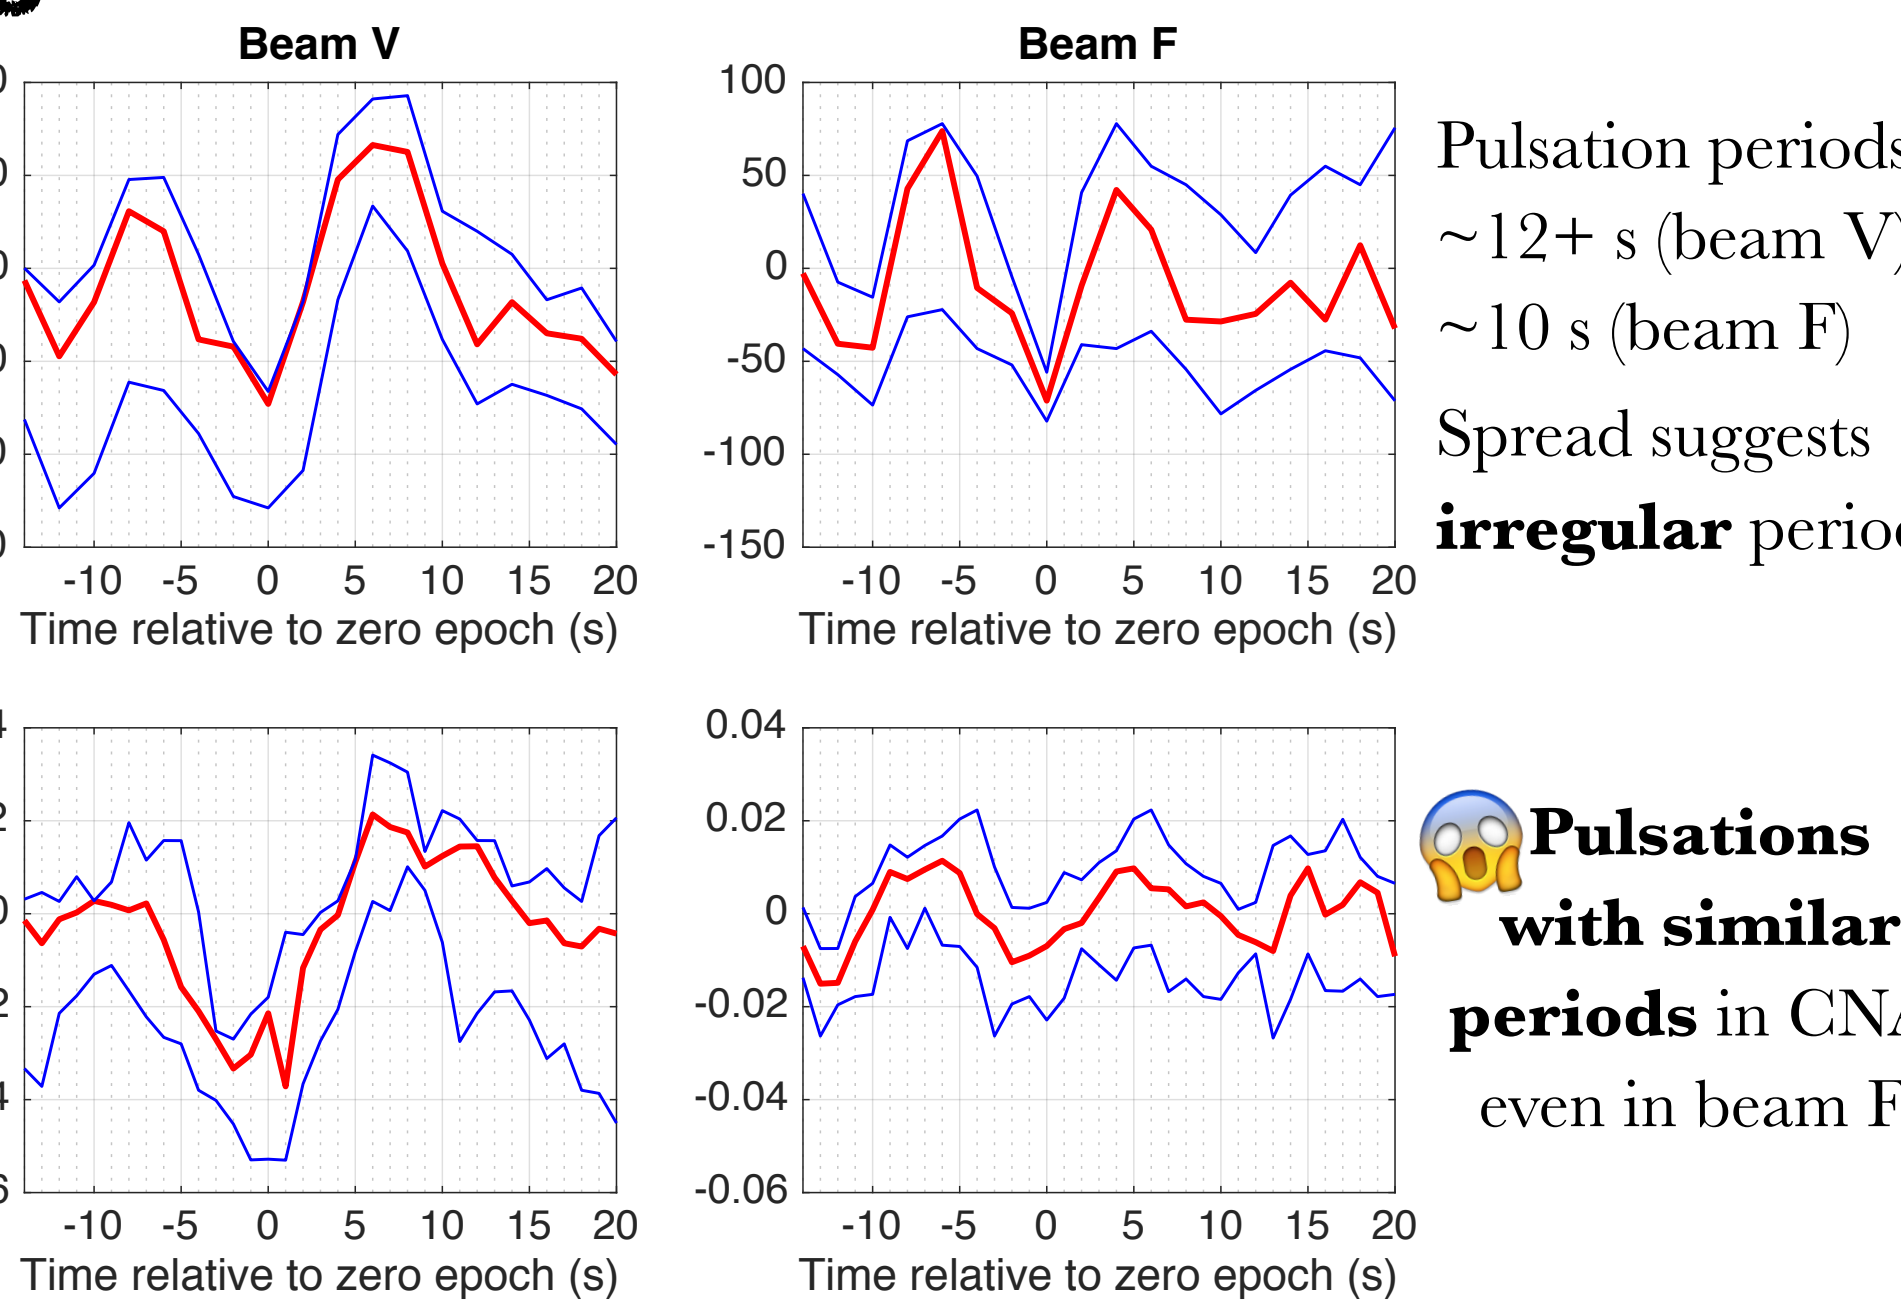 Beam V
Beam F
100
50
0
-50
-100
-150
-10 -5 0 5 10 15 20
-10 -5 0 5 10 15 20
Time relative to zero epoch (s)
Time relative to zero epoch (s)
Pulsation periods
~12+ s (beam V)
~10 s (beam F)
Spread suggests
irregular
0.04
0.02
0
-0.02
-0.04
-0.06
-10 -5 0 5 10 15 20
-10 -5 0 5 10 15 20
Time relative to zero epoch (s)
Time relative to zero epoch (s)
Pulsations
with similar
periods in
even in beam F